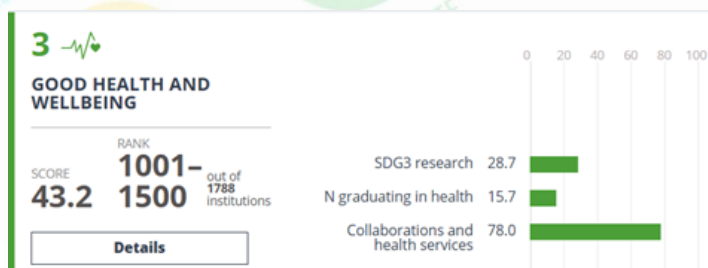 3
GOOD HEALTH AND
WELLBEING
SCORE
43.2
RANK
1001–
1500
out of
1788
institutions
Details
0 20 40 60 80 100
SDG3 research 28.7
N graduating in health 15.7
Collaborations and 78.0
health services